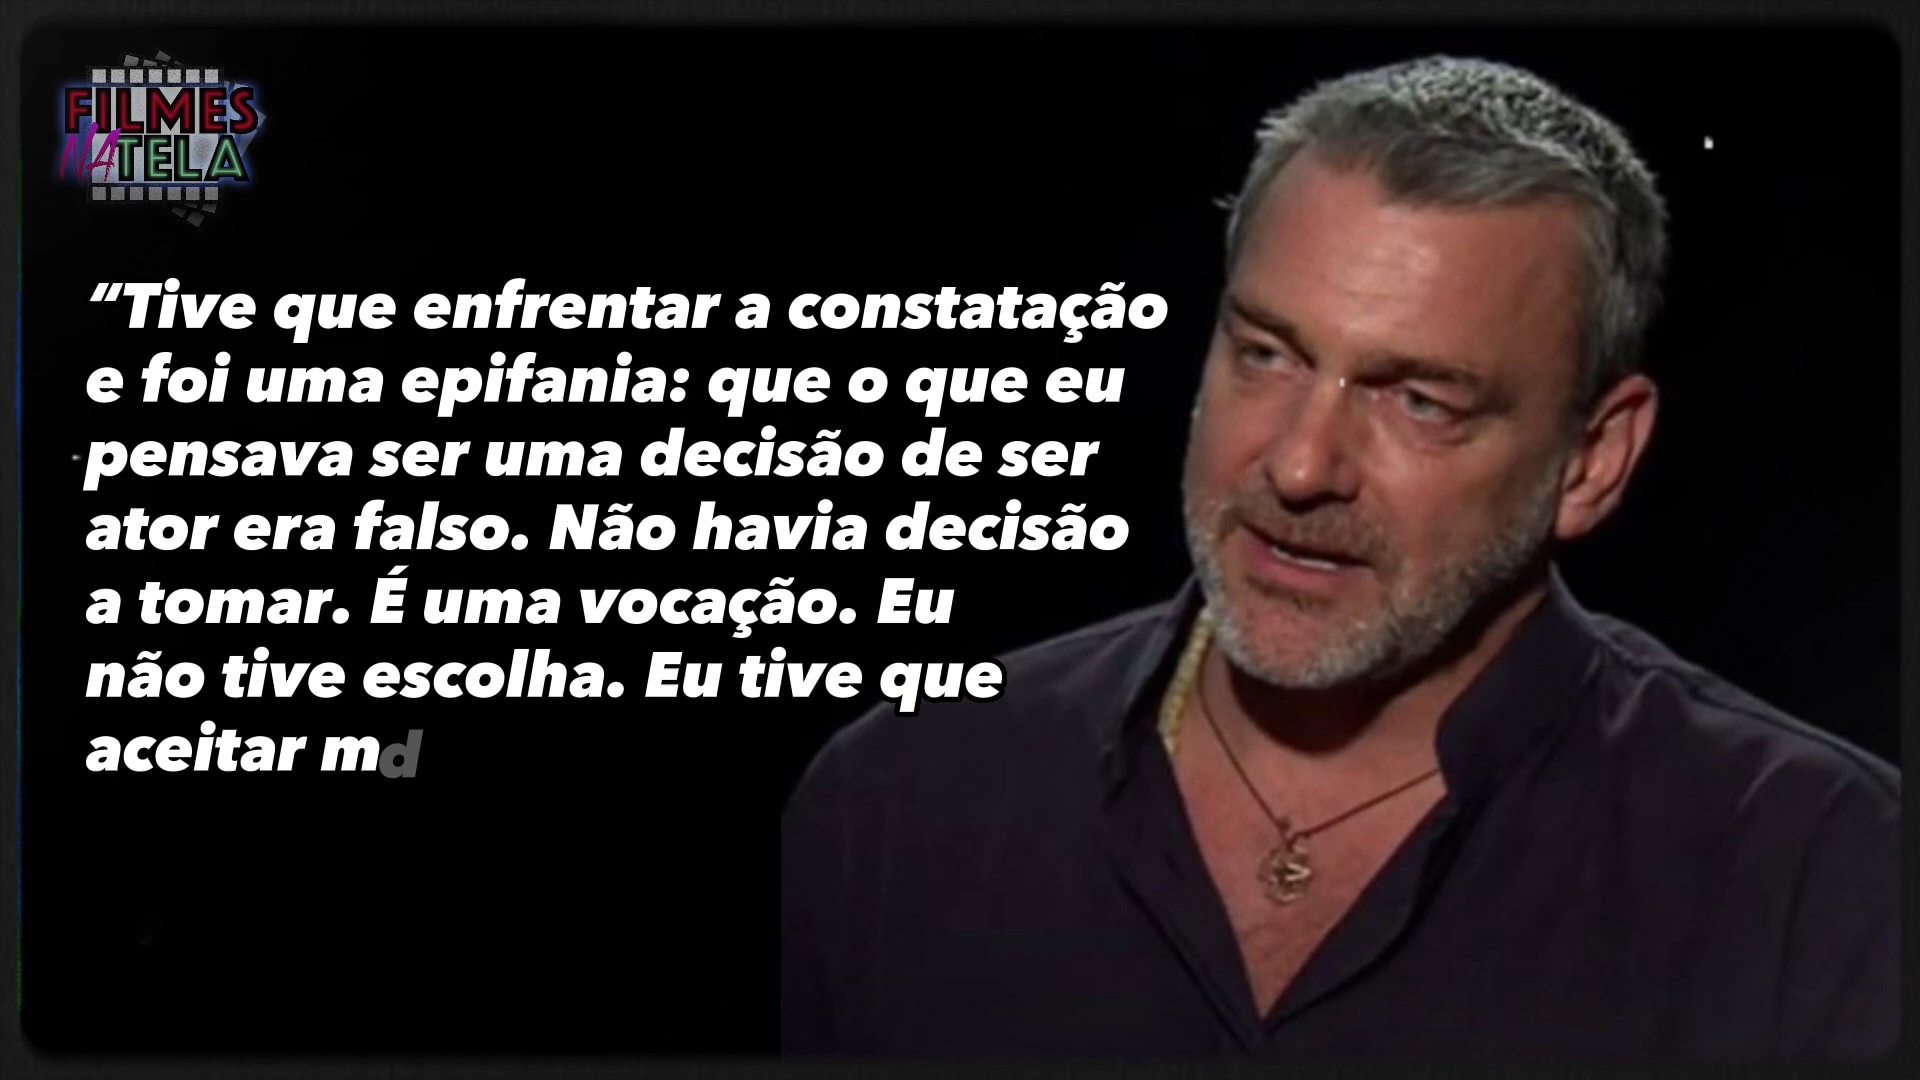 FILMES
NA TELA
“Tive que enfrentar a constatação
e foi uma epifania: que o que eu
pensava ser uma decisão de ser
ator era falso. Não havia decisão
a tomar. É uma vocação. Eu
não tive escolha. Eu tive que
aceitar md